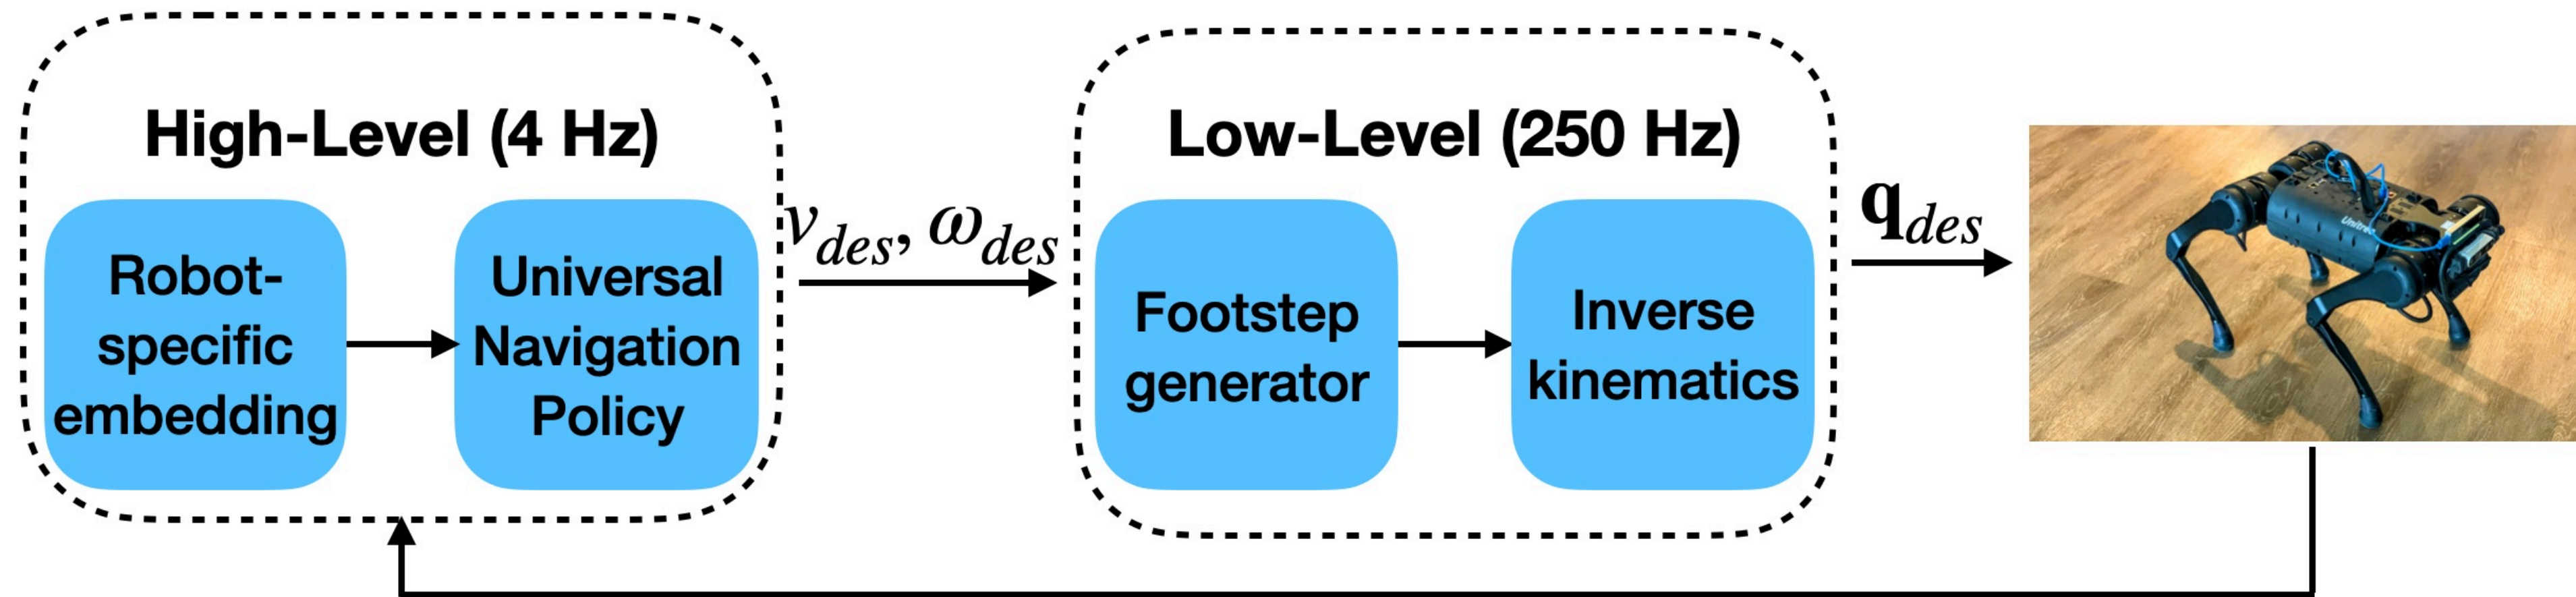 High-Level (4 Hz)
Robot-
specific
embedding
Universal
Navigation
Policy
v_des, ω_des
Low-Level (250 Hz)
Footstep
generator
Inverse
kinematics
q_des
Unitree